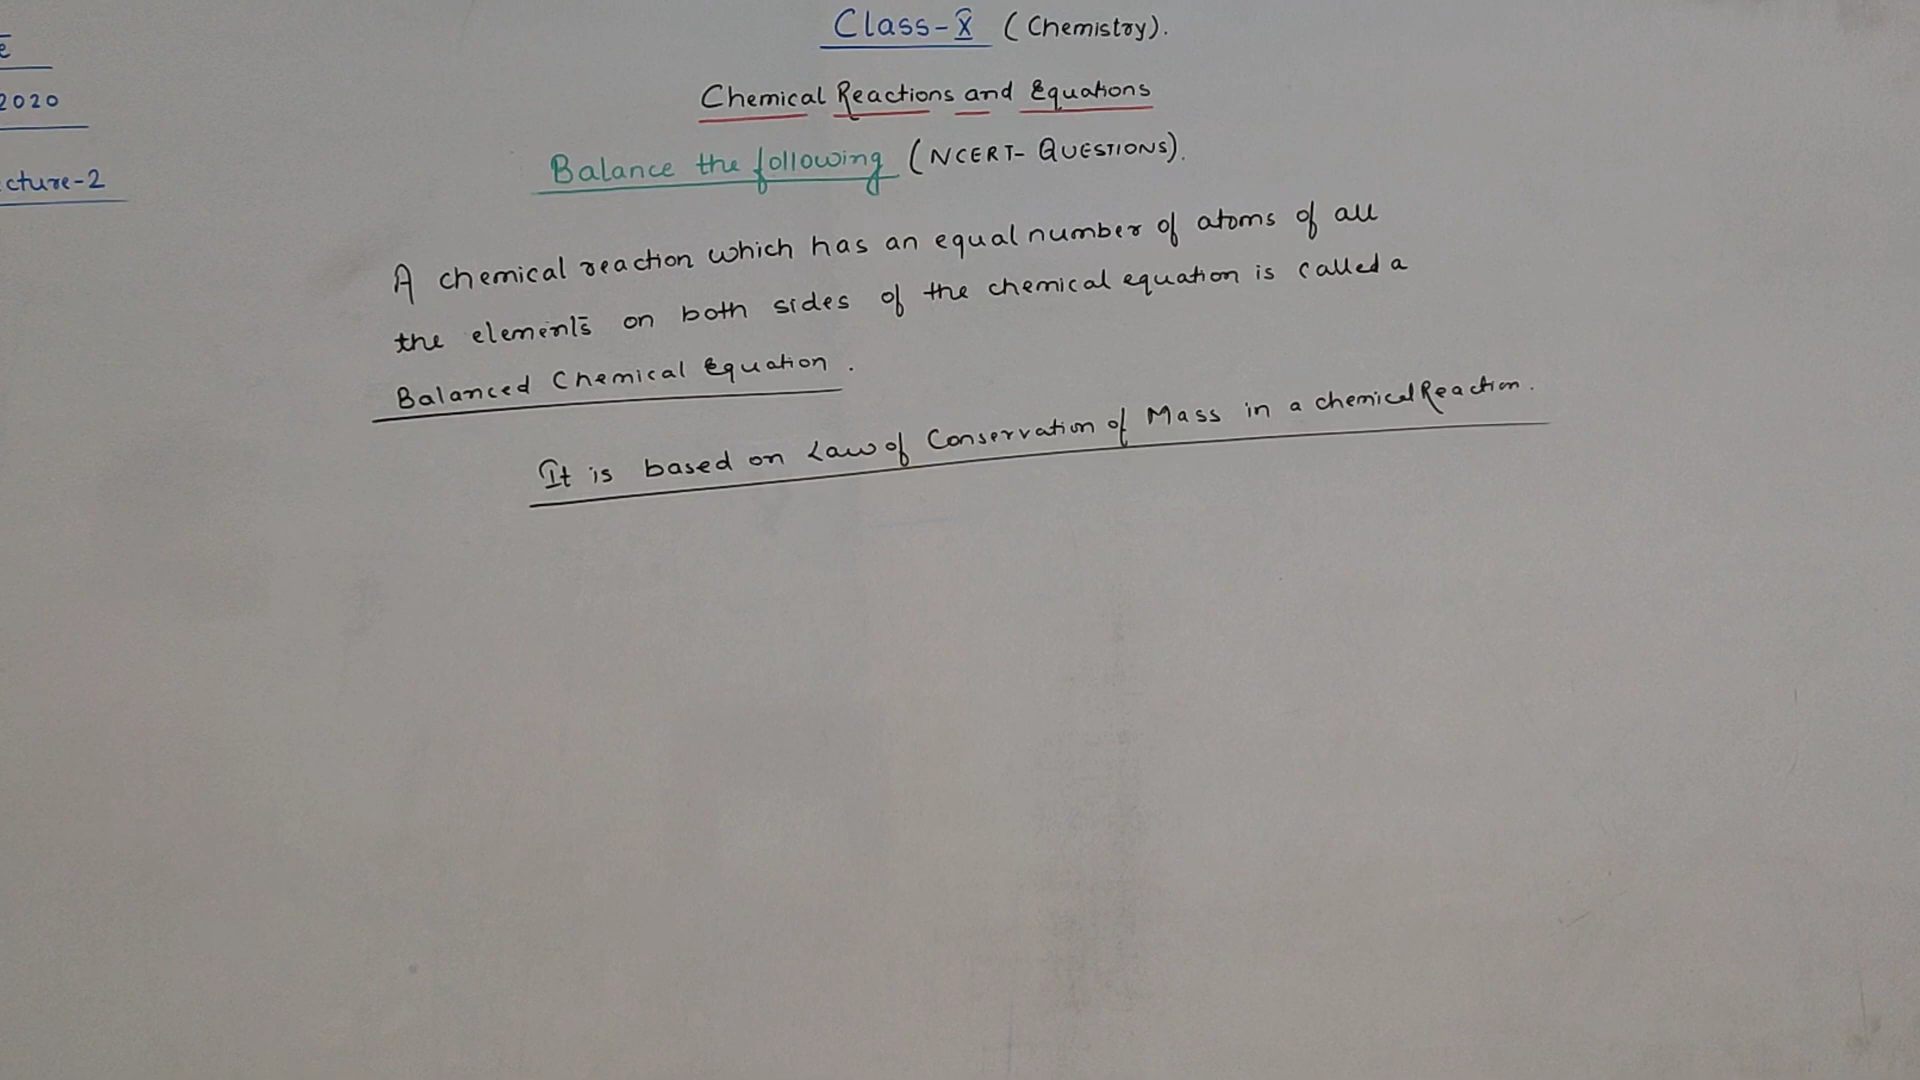 Class-X (Chemistry).
2020
Chemical Reactions and Equations
Balance the following (NCERT- QUESTIONS).
cture-2
A chemical reaction which has an equal number of atoms of all
the elements on both sides of the chemical equation is called a
Balanced Chemical Equation.
It is based on Law of Conservation of Mass in a chemical Reaction.